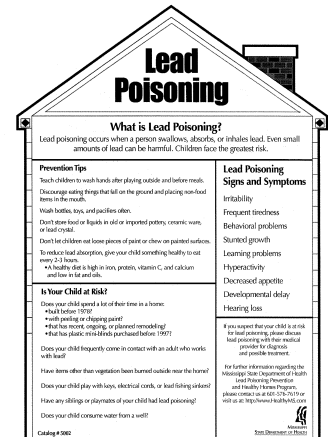 Lead
Poisoning
What is Lead Poisoning?
Lead poisoning occurs when a person swallows, absorbs, or inhales lead. Even small
amounts of lead can be harmful. Children face the greatest risk.
Prevention Tips
Teach children to wash hands after playing outside and before meals.
Discourage eating things that fall on the ground and placing non-food
items in the mouth.
Wash bottles, toys, and pacifiers often.
Don't store food or liquids in old or imported pottery, ceramic ware,
or lead crystal.
Don't let children eat loose pieces of paint or chew on painted surfaces.
To reduce lead absorption, give your child something healthy to eat
every 2-3 hours.
•A healthy diet is high in iron, protein, vitamin C, and calcium
and low in fat and oils.
Is Your Child at Risk?
Does your child spend a lot of their time in a home:
•built before 1978?
•with peeling or chipping paint?
•that has recent, ongoing, or planned remodeling?
•that has plastic mini-blinds purchased before 1997?
Does your child frequently come in contact with an adult who works
with lead?
Have items other than vegetation been burned outside near the home?
Does your child play with keys, electrical cords, or lead fishing sinkers?
Have any siblings or playmates of your child had lead poisoning?
Does your child consume water from a well?
Catalog # 5002
Lead Poisoning
Signs and Symptoms
Irritability
Frequent tiredness
Behavioral problems
Stunted growth
Learning problems
Hyperactivity
Decreased appetite
Developmental delay
Hearing loss
If you suspect that your child is at risk
for lead poisoning, please discuss
lead poisoning with their medical
provider for diagnosis
and possible treatment.
For further information regarding the
Mississippi State Department of Health
Lead Poisoning Prevention
and Healthy Homes Program,
please contact us at 601-576-7619 or
visit us at: http://www.HealthyMS.com
Mississippi
State Department of Health